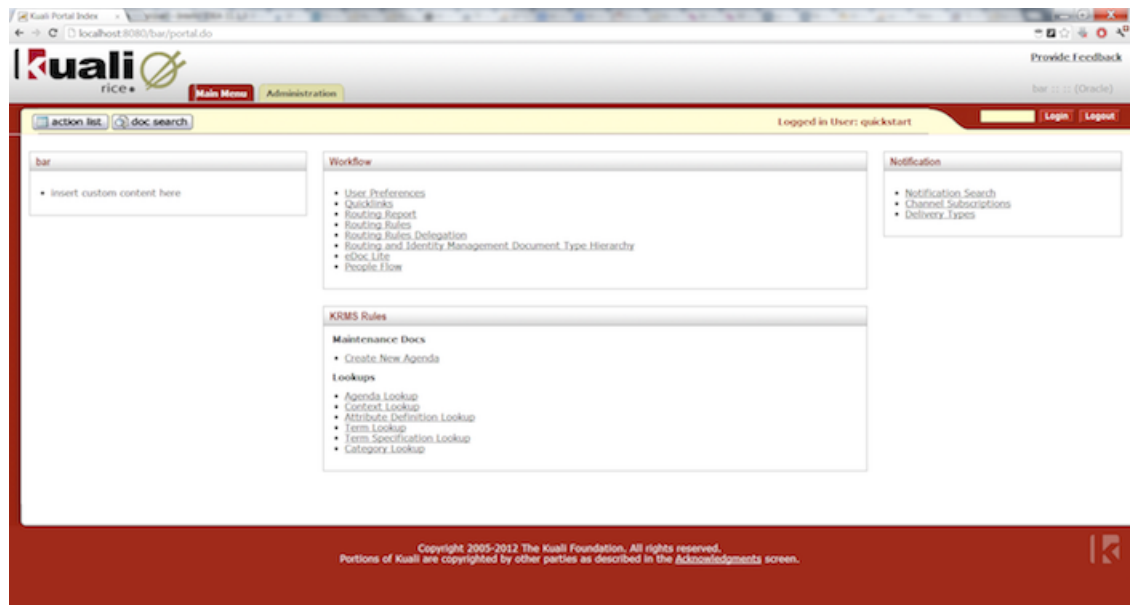 Kuali Portal Index
localhost:8080/bar/portal.do
Provide Feedback
kuali
rice
Main Menu
Administration
bar :: :: (Oracle)
action list
doc search
Logged in User: quickstart
Login
Logout
bar
insert custom content here
Workflow
User Preferences
Quicklinks
Routing Report
Routing Rules
Routing Rules Delegation
Routing and Identity Management Document Type Hierarchy
eDoc Lite
People Flow
KRMS Rules
Maintenance Docs
Create New Agenda
Lookups
Agenda Lookup
Context Lookup
Attribute Definition Lookup
Term Lookup
Term Specification Lookup
Category Lookup
Notification
Notification Search
Channel Subscriptions
Delivery Types
Copyright 2005-2012 The Kuali Foundation. All rights reserved.
Portions of Kuali are copyrighted by other parties as described in the Acknowledgments screen.